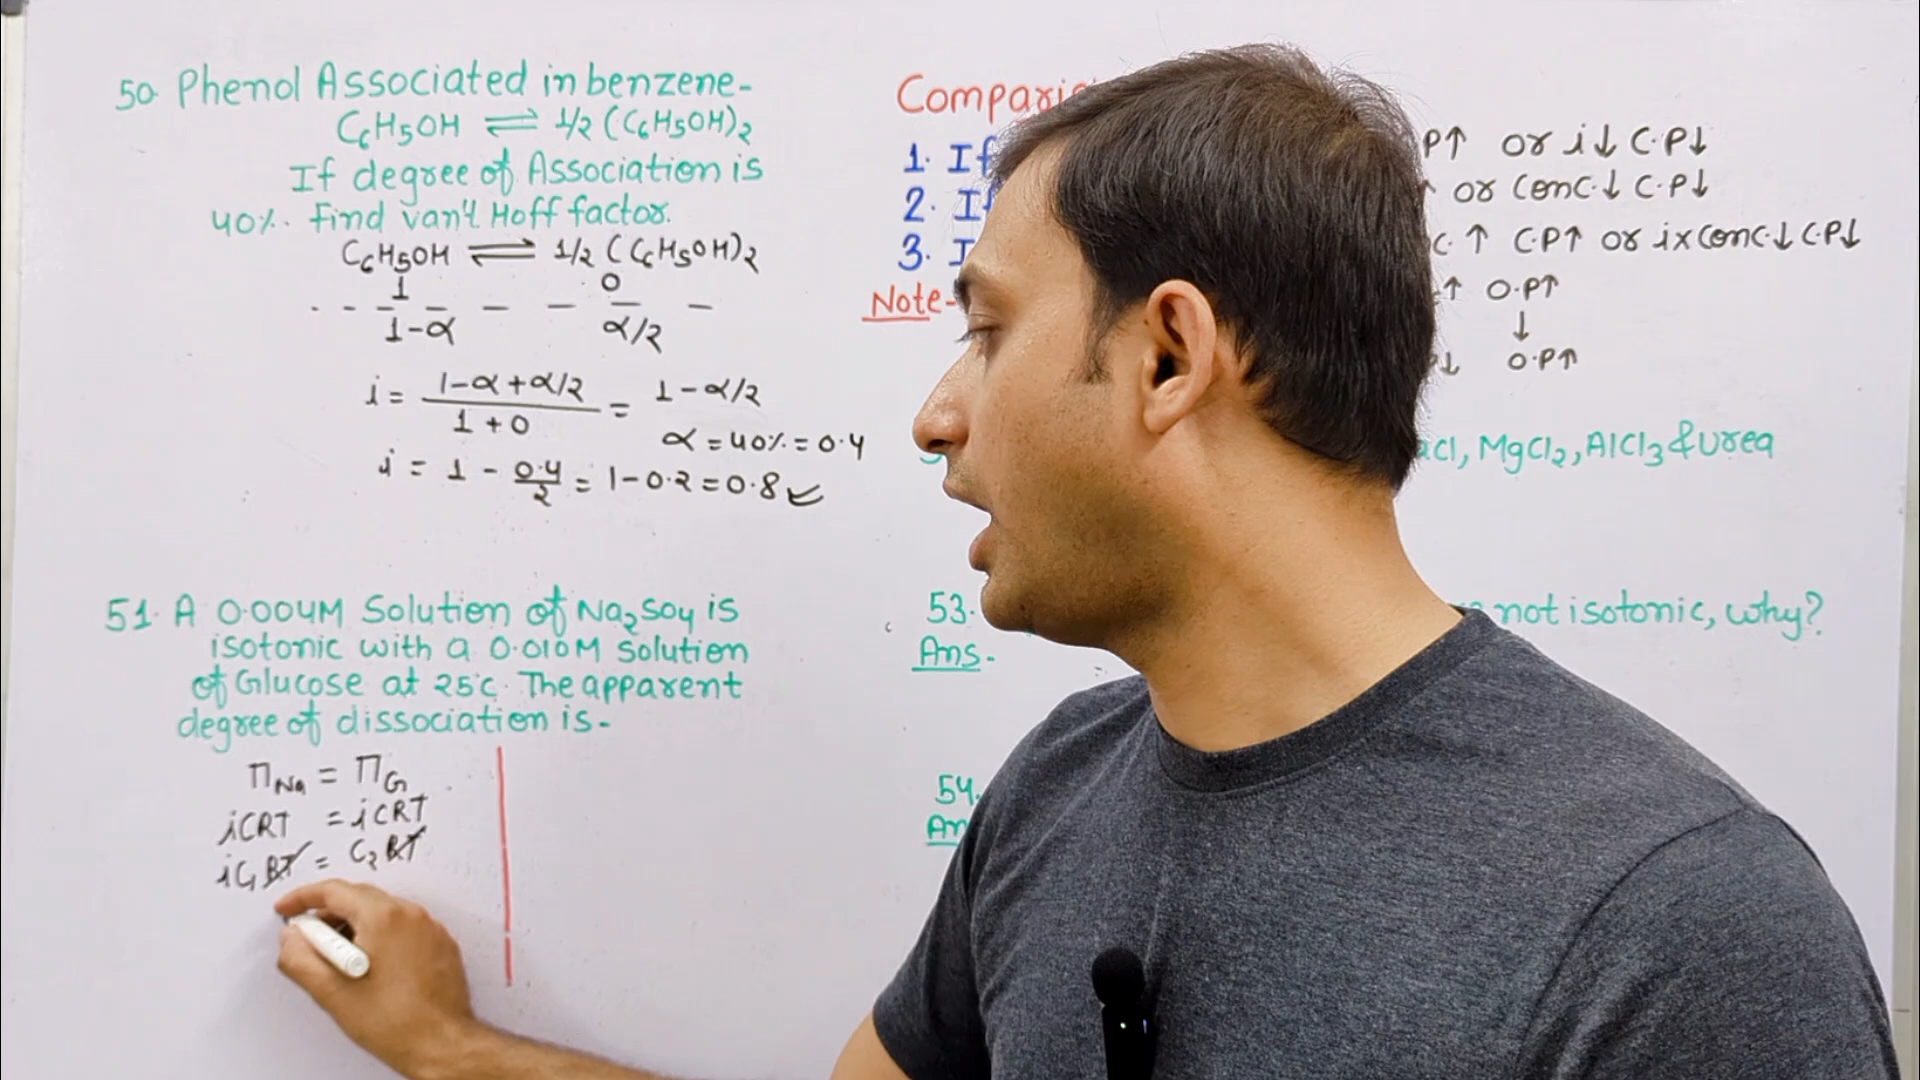 50. Phenol Associated in benzene-
C6H5OH ⇌ 1/2 (C6H5OH)2
If degree of Association is
40%. Find van't Hoff factor.
C6H5OH ⇌ 1/2 (C6H5OH)2
1 0
1-α α/2
i = 1-α+α/2 / 1+0 = 1-α/2
α = 40% = 0.4
i = 1 - 0.4/2 = 1-0.2 = 0.8
51. A 0.004M Solution of Na2SO4 is
isotonic with a 0.010M solution
of Glucose at 25°C. The apparent
degree of dissociation is-
πNa = πG
iCRT = iCRT
iC1RT = C2RT
1. If
P↑ or i↓ C.P↓
2. If
or Conc.↓ C.P↓
3.
C.↑ C.P↑ or i×conc.↓ C.P↓
Note-
↑ O.P↑
↓
↓ O.P↑
MgCl2, AlCl3 & Urea
53.
not isotonic, why?
Ans-
54.